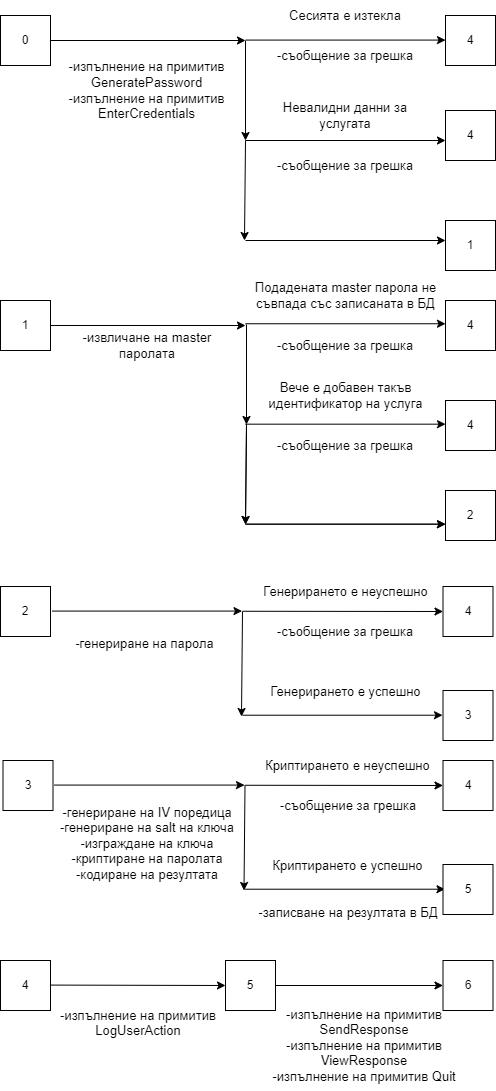 0
Сесията е изтекла
4
-изпълнение на примитив
GeneratePassword
-изпълнение на примитив
EnterCredentials
-съобщение за грешка
Невалидни данни за
услугата
4
-съобщение за грешка
1
1
-извличане на master
паролата
Подадената master парола не
съвпада със записаната в БД
4
-съобщение за грешка
Вече е добавен такъв
идентификатор на услуга
4
-съобщение за грешка
2
2
-генериране на парола
Генерирането е неуспешно
4
-съобщение за грешка
Генерирането е успешно
3
3
-генериране на IV поредица
-генериране на salt на ключа
-изграждане на ключа
-криптиране на паролата
-кодиране на резултата
Криптирането е неуспешно
4
-съобщение за грешка
Криптирането е успешно
5
-записване на резултата в БД
4
-изпълнение на примитив
LogUserAction
5
-изпълнение на примитив
SendResponse
-изпълнение на примитив
ViewResponse
-изпълнение на примитив Quit
6